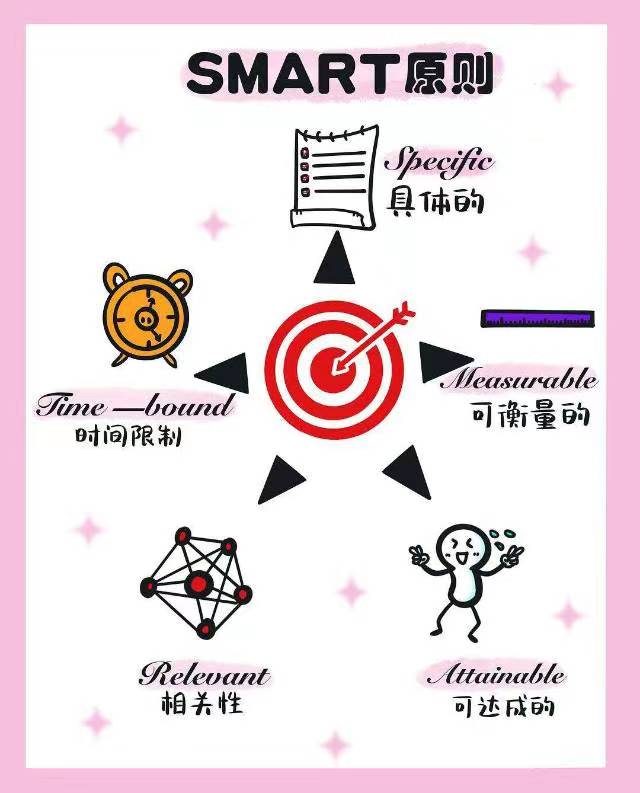 SMART原则
Specific
具体的
Measurable
可衡量的
Time —bound
时间限制
Relevant
相关性
Attainable
可达成的